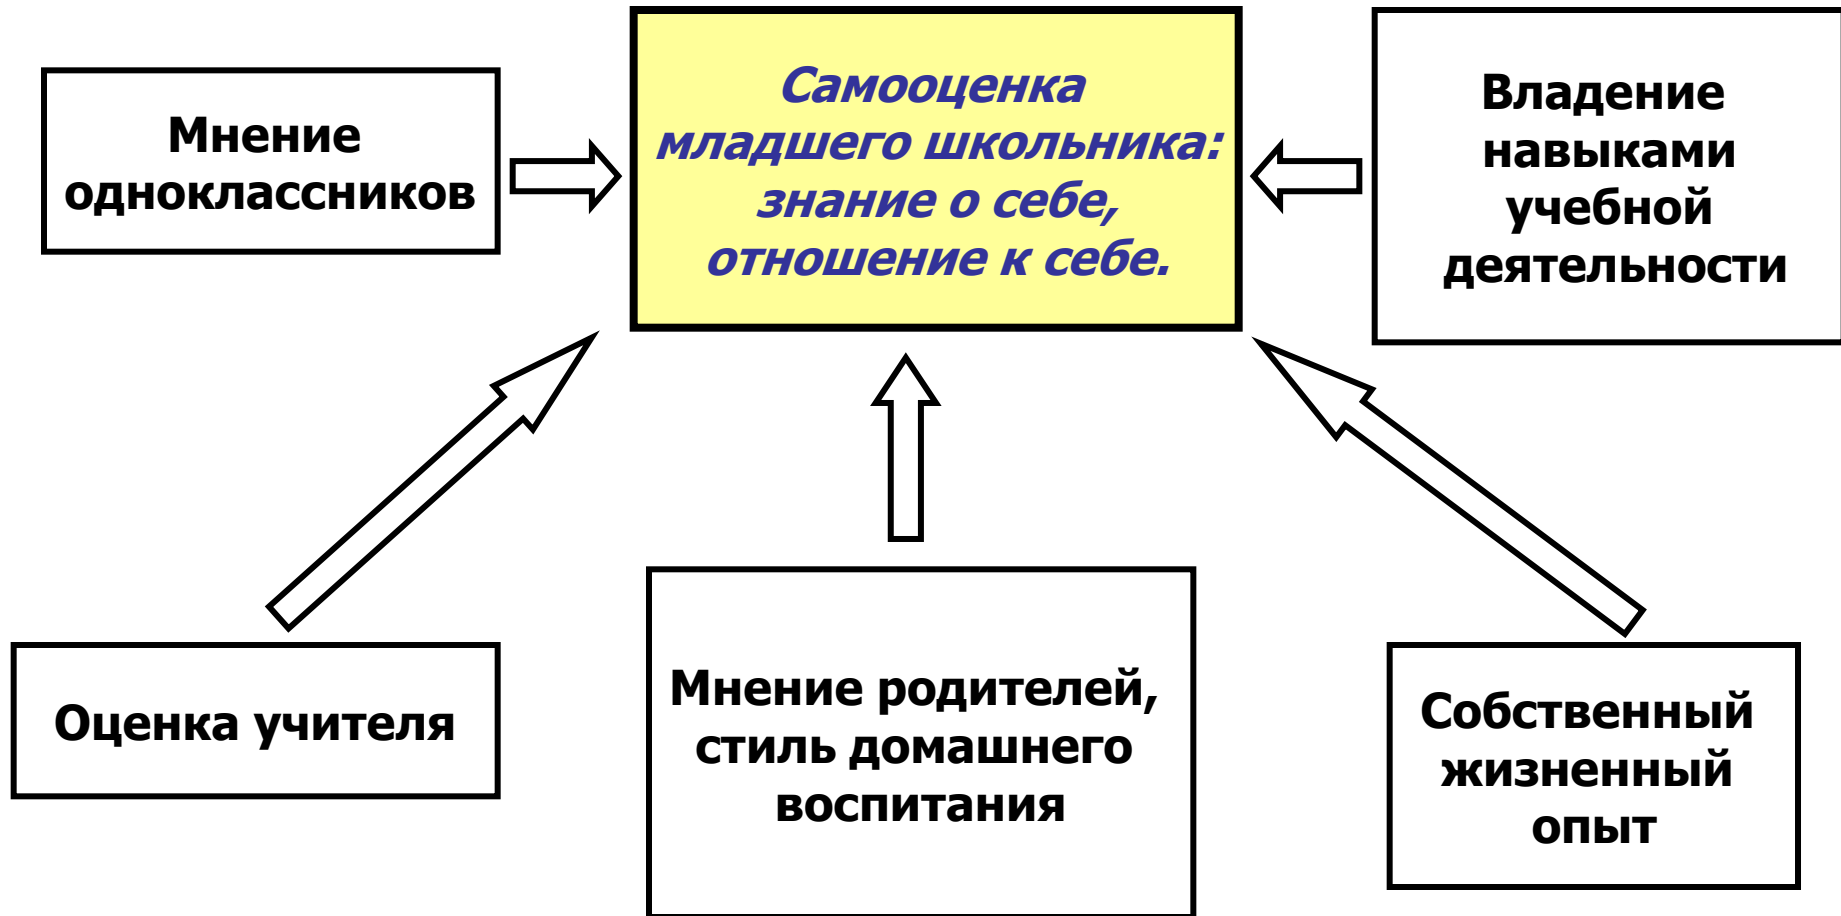 Мнение
одноклассников
Самооценка
младшего школьника:
знание о себе,
отношение к себе.
Владение
навыками
учебной
деятельности
Оценка учителя
Мнение родителей,
стиль домашнего
воспитания
Собственный
жизненный
опыт